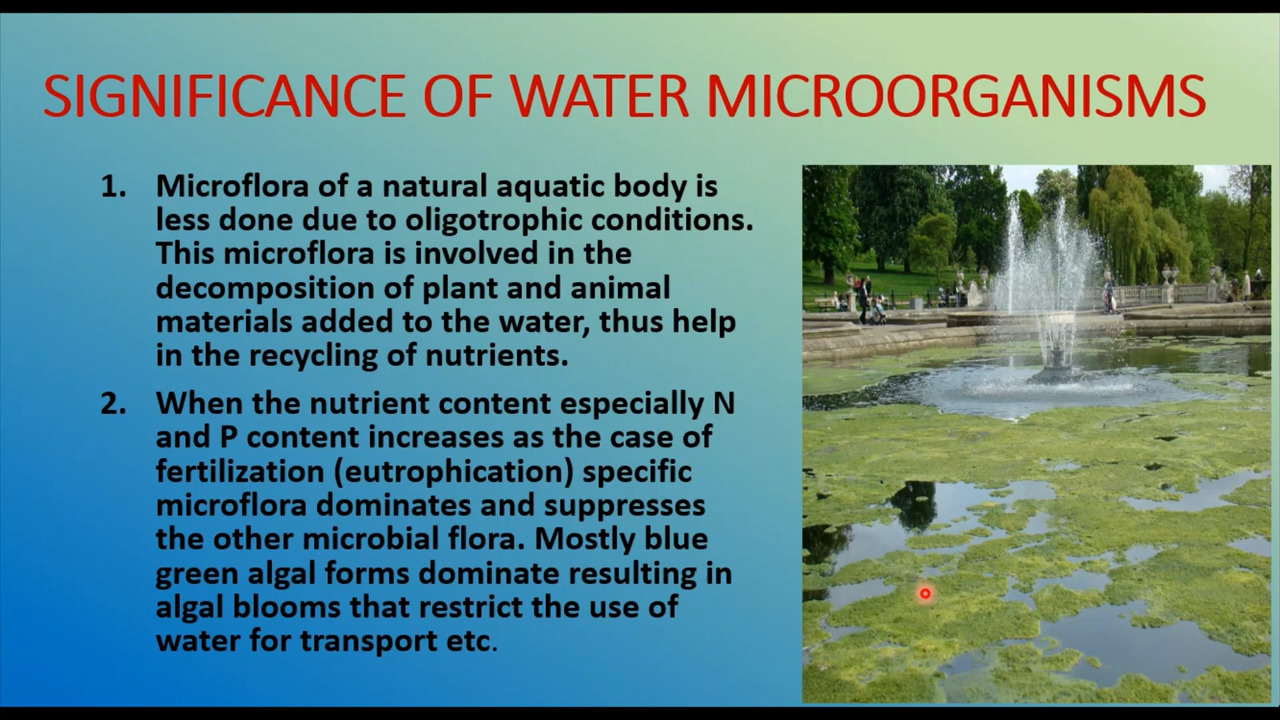 SIGNIFICANCE OF WATER MICROORGANISMS
1. Microflora of a natural aquatic body is
less done due to oligotrophic conditions.
This microflora is involved in the
decomposition of plant and animal
materials added to the water, thus help
in the recycling of nutrients.
2. When the nutrient content especially N
and P content increases as the case of
fertilization (eutrophication) specific
microflora dominates and suppresses
the other microbial flora. Mostly blue
green algal forms dominate resulting in
algal blooms that restrict the use of
water for transport etc.